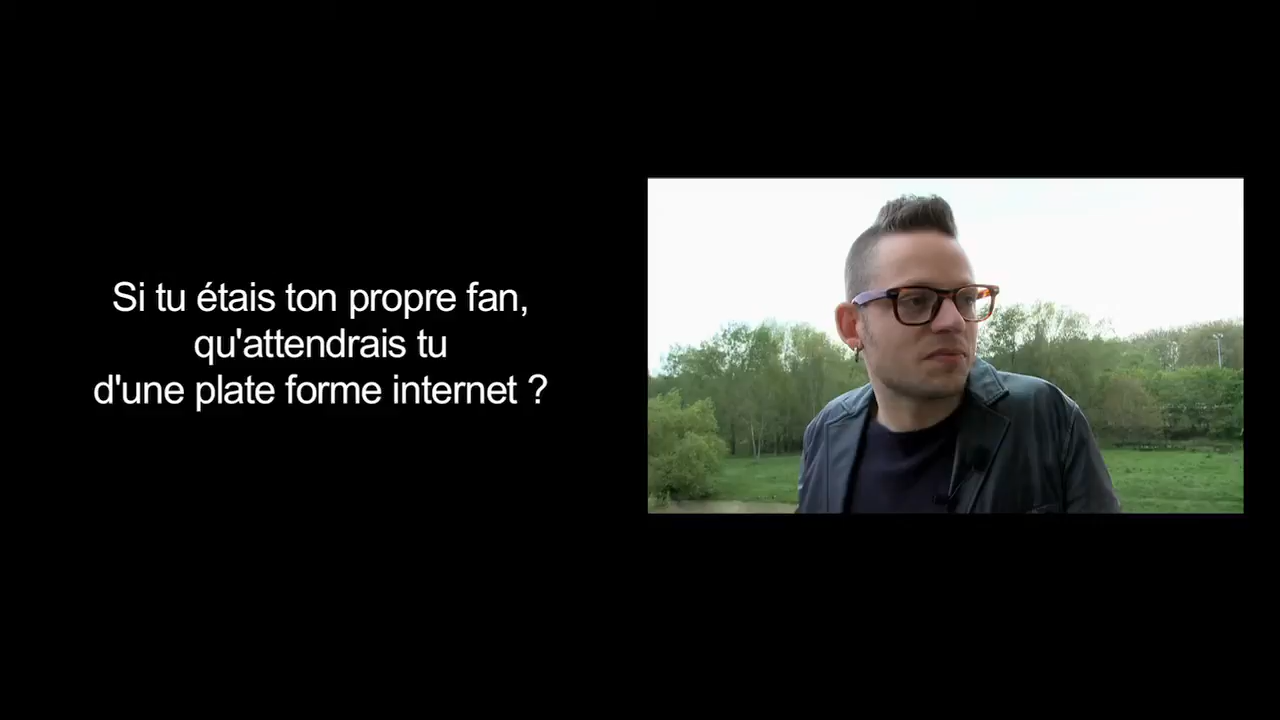 Si tu étais ton propre fan,
qu'attendrais tu
d'une plate forme internet ?